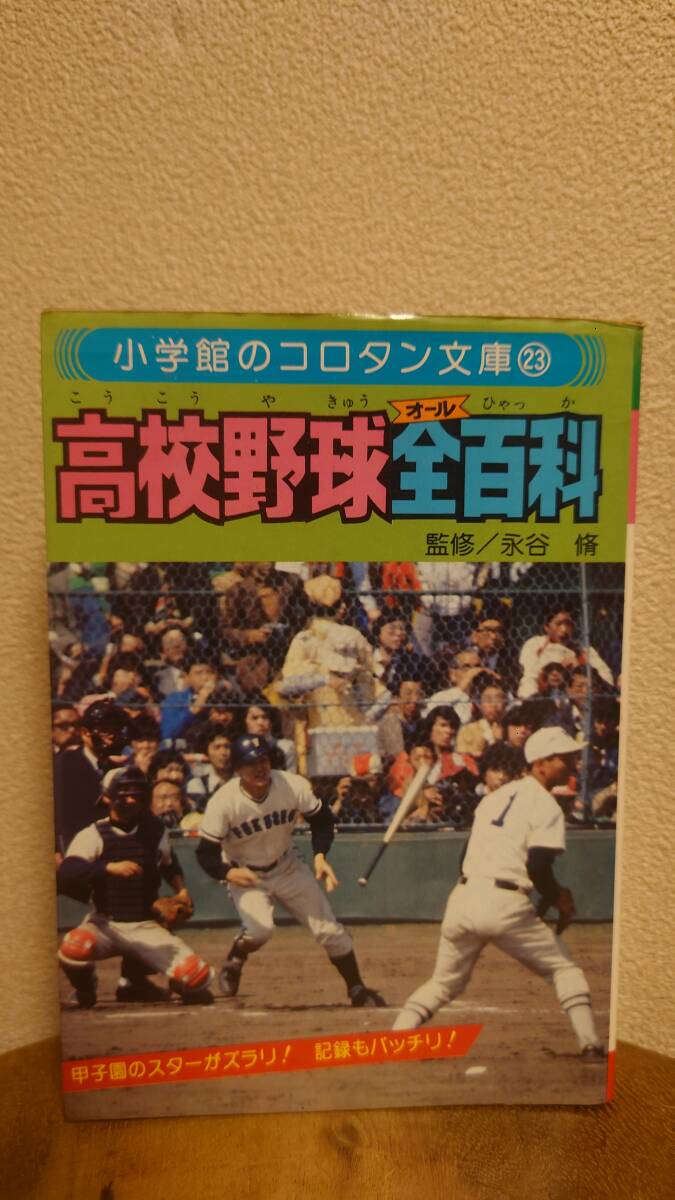 小学館のコロタン文庫㉓
こうこうやきゅう オール ひゃっか
高校野球全百科
監修／永谷 脩
1
甲子園のスターがズラリ! 記録もバッチリ!